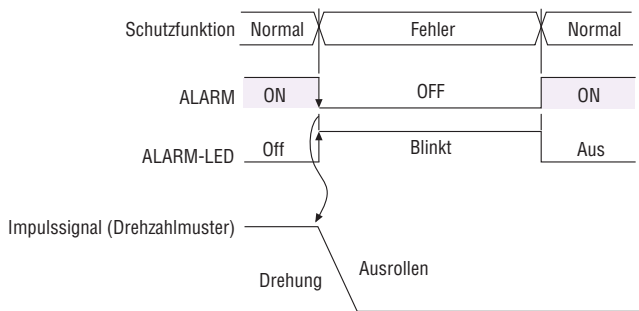 Schutzfunktion Normal Fehler Normal
ALARM ON OFF ON
ALARM-LED Off Blinkt Aus
Impulssignal (Drehzahlmuster)
Drehung Ausrollen